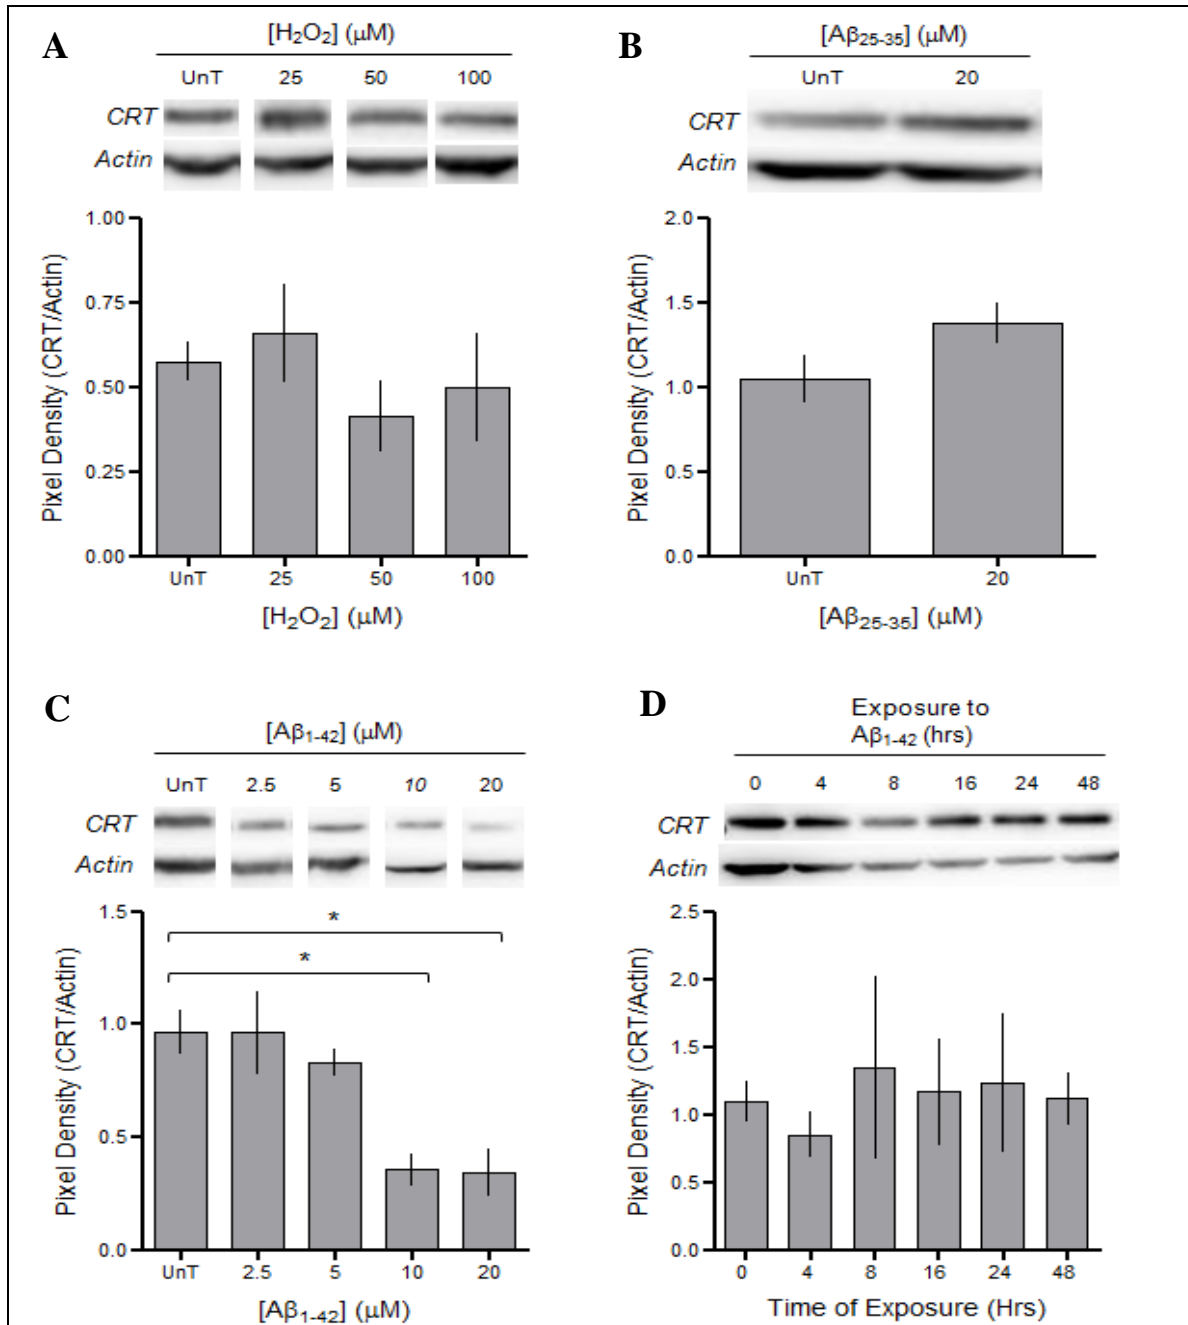 A
[H₂O₂] (μM)
UnT 25 50 100
CRT
Actin
Pixel Density (CRT/Actin)
1.00
0.75
0.50
0.25
0.00
UnT 25 50 100
[H₂O₂] (μM)
B
[Aβ₂₅₋₃₅] (μM)
UnT 20
CRT
Actin
Pixel Density (CRT/Actin)
2.0
1.5
1.0
0.5
0.0
UnT 20
[Aβ₂₅₋₃₅] (μM)
C
[Aβ₁₋₄₂] (μM)
UnT 2.5 5 10 20
CRT
Actin
Pixel Density (CRT/Actin)
1.5
1.0
0.5
0.0
*
*
UnT 2.5 5 10 20
[Aβ₁₋₄₂] (μM)
D
Exposure to
Aβ₁₋₄₂ (hrs)
0 4 8 16 24 48
CRT
Actin
Pixel Density (CRT/Actin)
2.5
2.0
1.5
1.0
0.5
0.0
0 4 8 16 24 48
Time of Exposure (Hrs)